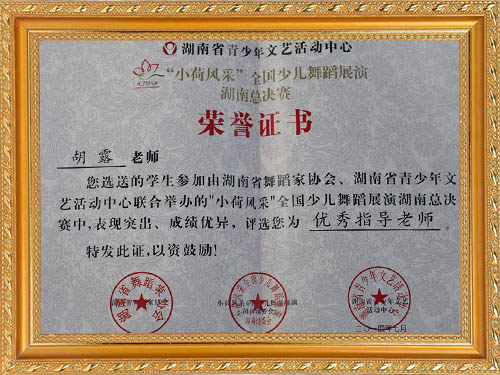 湖南省青少年文艺活动中心
“小荷风采”全国少儿舞蹈展演
湖南总决赛
荣誉证书
胡露 老师
您选送的学生参加由湖南省舞蹈家协会、湖南省青少年文
艺活动中心联合举办的"小荷风采"全国少儿舞蹈展演湖南总决
赛中,表现突出、成绩优异,评选您为 优秀指导老师。
特发此证,以资鼓励!
二〇一四年七月